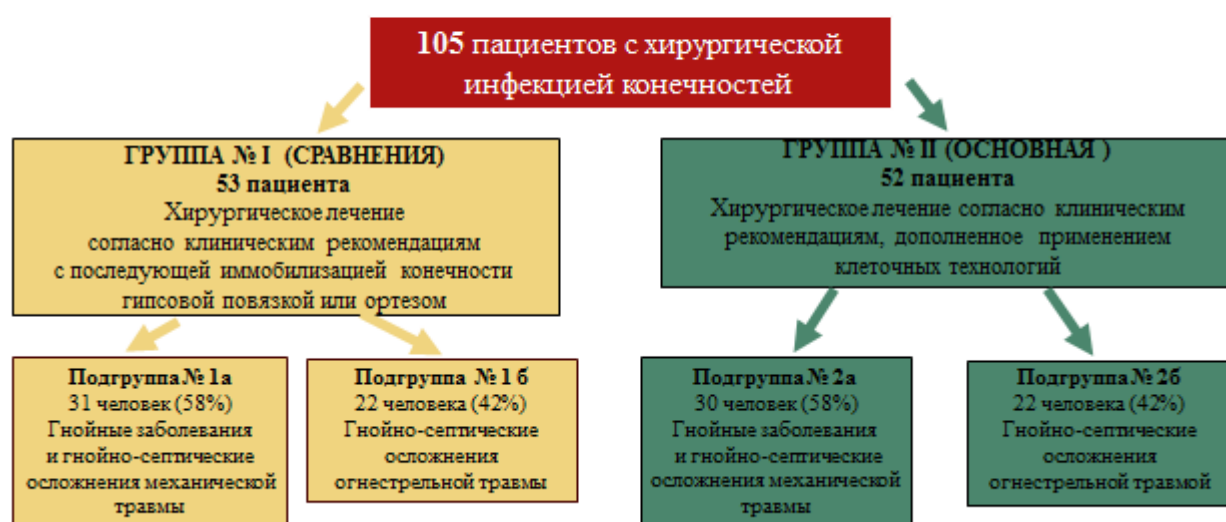 105 пациентов с хирургической
инфекцией конечностей
ГРУППА № I (СРАВНЕНИЯ)
53 пациента
Хирургическое лечение
согласно клиническим рекомендациям
с последующей иммобилизацией конечности
гипсовой повязкой или ортезом
ГРУППА № II (ОСНОВНАЯ )
52 пациента
Хирургическое лечение согласно клиническим
рекомендациям, дополненное применением
клеточных технологий
Подгруппа № 1а
31 человек (58%)
Гнойные заболевания
и гнойно-септические
осложнения механической
травмы
Подгруппа № 1 б
22 человека (42%)
Гнойно-септические
осложнения
огнестрельной травмы
Подгруппа № 2а
30 человек (58%)
Гнойные заболевания
и гнойно-септические
осложнения механической
травмы
Подгруппа № 2б
22 человека (42%)
Гнойно-септические
осложнения
огнестрельной травмой